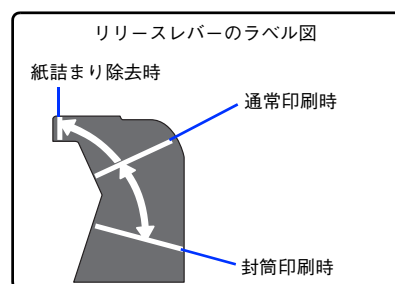 リリースレバーのラベル図
紙詰まり除去時
通常印刷時
封筒印刷時